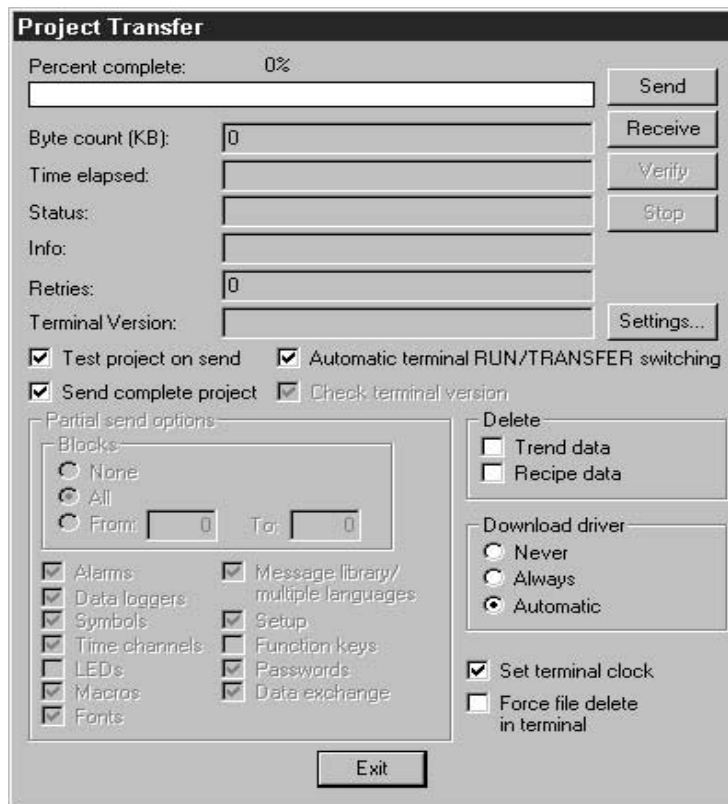 Project Transfer
Percent complete: 0%
Send
Byte count (KB): 0
Receive
Time elapsed:
Verify
Status:
Stop
Info:
Retries: 0
Terminal Version:
Settings...
Test project on send
Automatic terminal RUN/TRANSFER switching
Send complete project
Check terminal version
Partial send options
Blocks
None
All
From: 0 To: 0
Alarms
Data loggers
Symbols
Time channels
LEDs
Macros
Fonts
Message library/
multiple languages
Setup
Function keys
Passwords
Data exchange
Delete
Trend data
Recipe data
Download driver
Never
Always
Automatic
Set terminal clock
Force file delete
in terminal
Exit